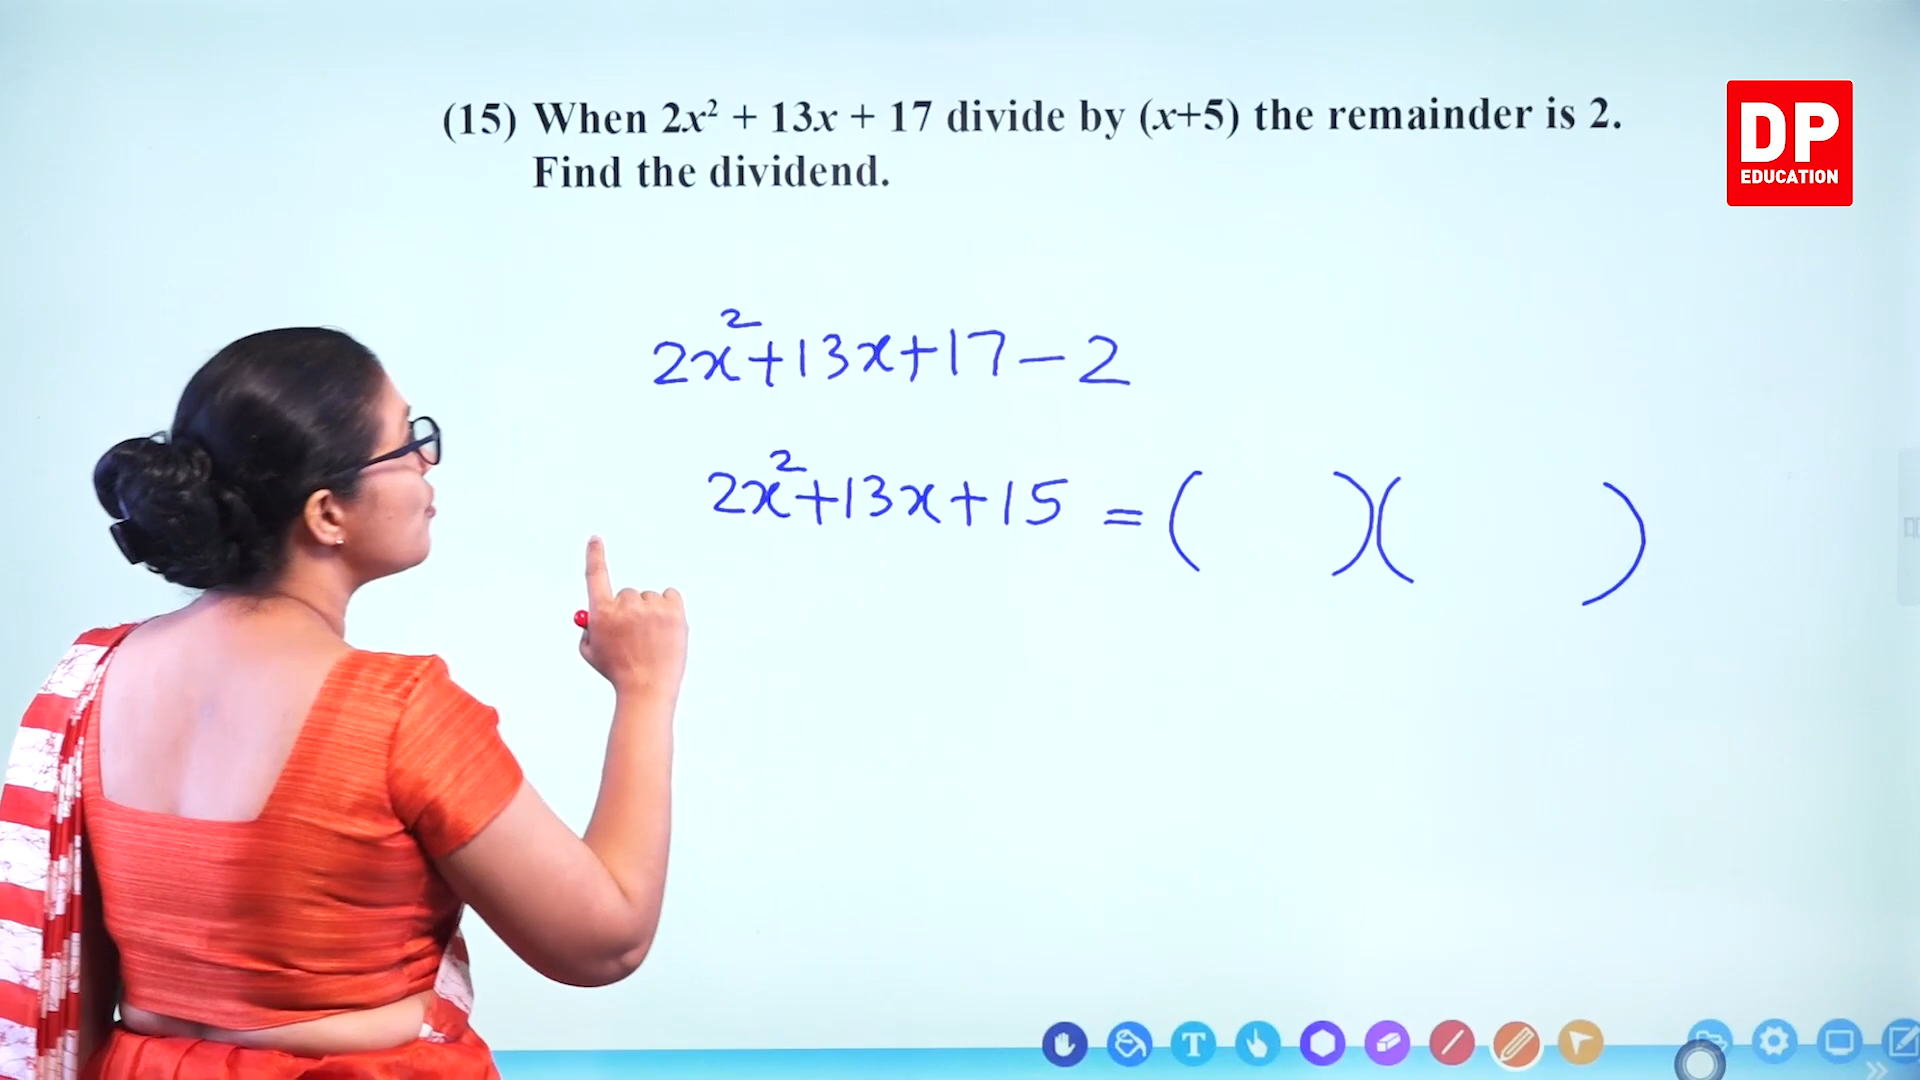 (15) When 2x² + 13x + 17 divide by (x+5) the remainder is 2.
Find the dividend.
DP
EDUCATION
2x²+13x+17-2
2x²+13x+15 = ( )( )
T